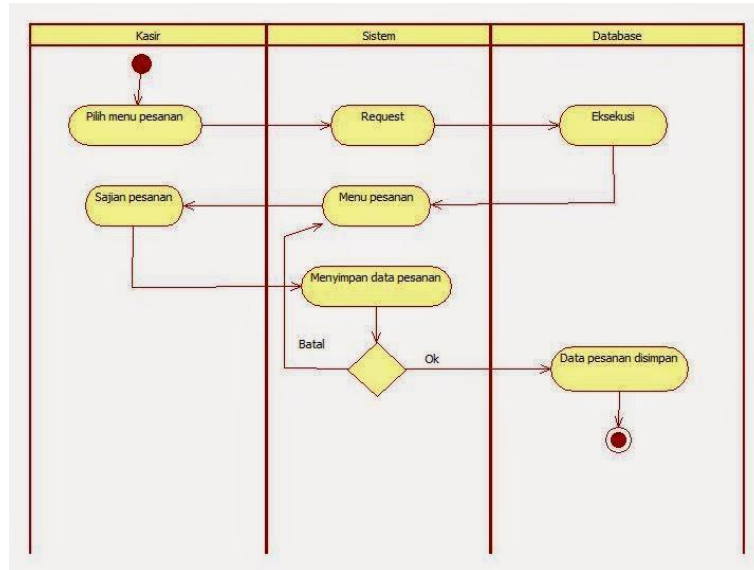 Kasir
Sistem
Database
Pilih menu pesanan
Request
Eksekusi
Sajian pesanan
Menu pesanan
Menyimpan data pesanan
Batal
Ok
Data pesanan disimpan